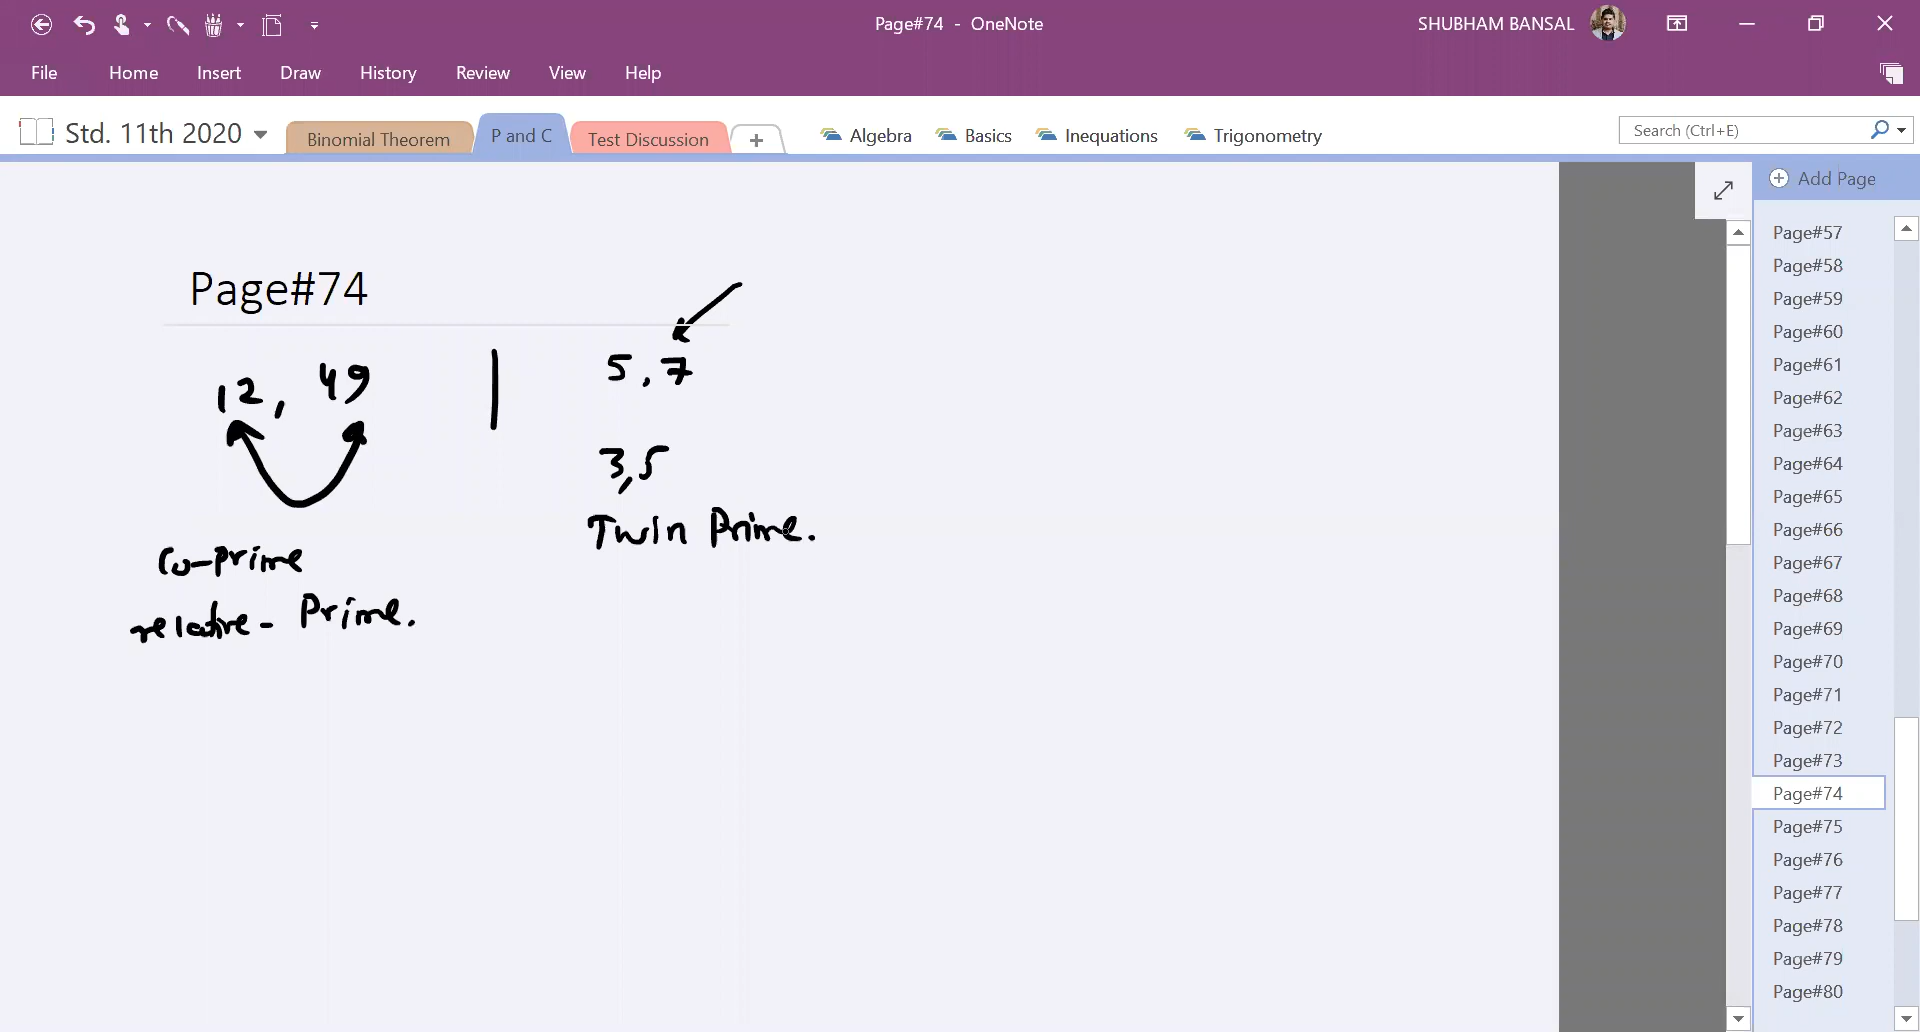 Page#74 - OneNote
SHUBHAM BANSAL
File Home Insert Draw History Review View Help
Std. 11th 2020
Binomial Theorem
P and C
Test Discussion
+
Algebra
Basics
Inequations
Trigonometry
Search (Ctrl+E)
Add Page
Page#74
12, 49
5, 7
3,5
Twin Prime.
Co-prime
relative- Prime.
Page#57
Page#58
Page#59
Page#60
Page#61
Page#62
Page#63
Page#64
Page#65
Page#66
Page#67
Page#68
Page#69
Page#70
Page#71
Page#72
Page#73
Page#74
Page#75
Page#76
Page#77
Page#78
Page#79
Page#80